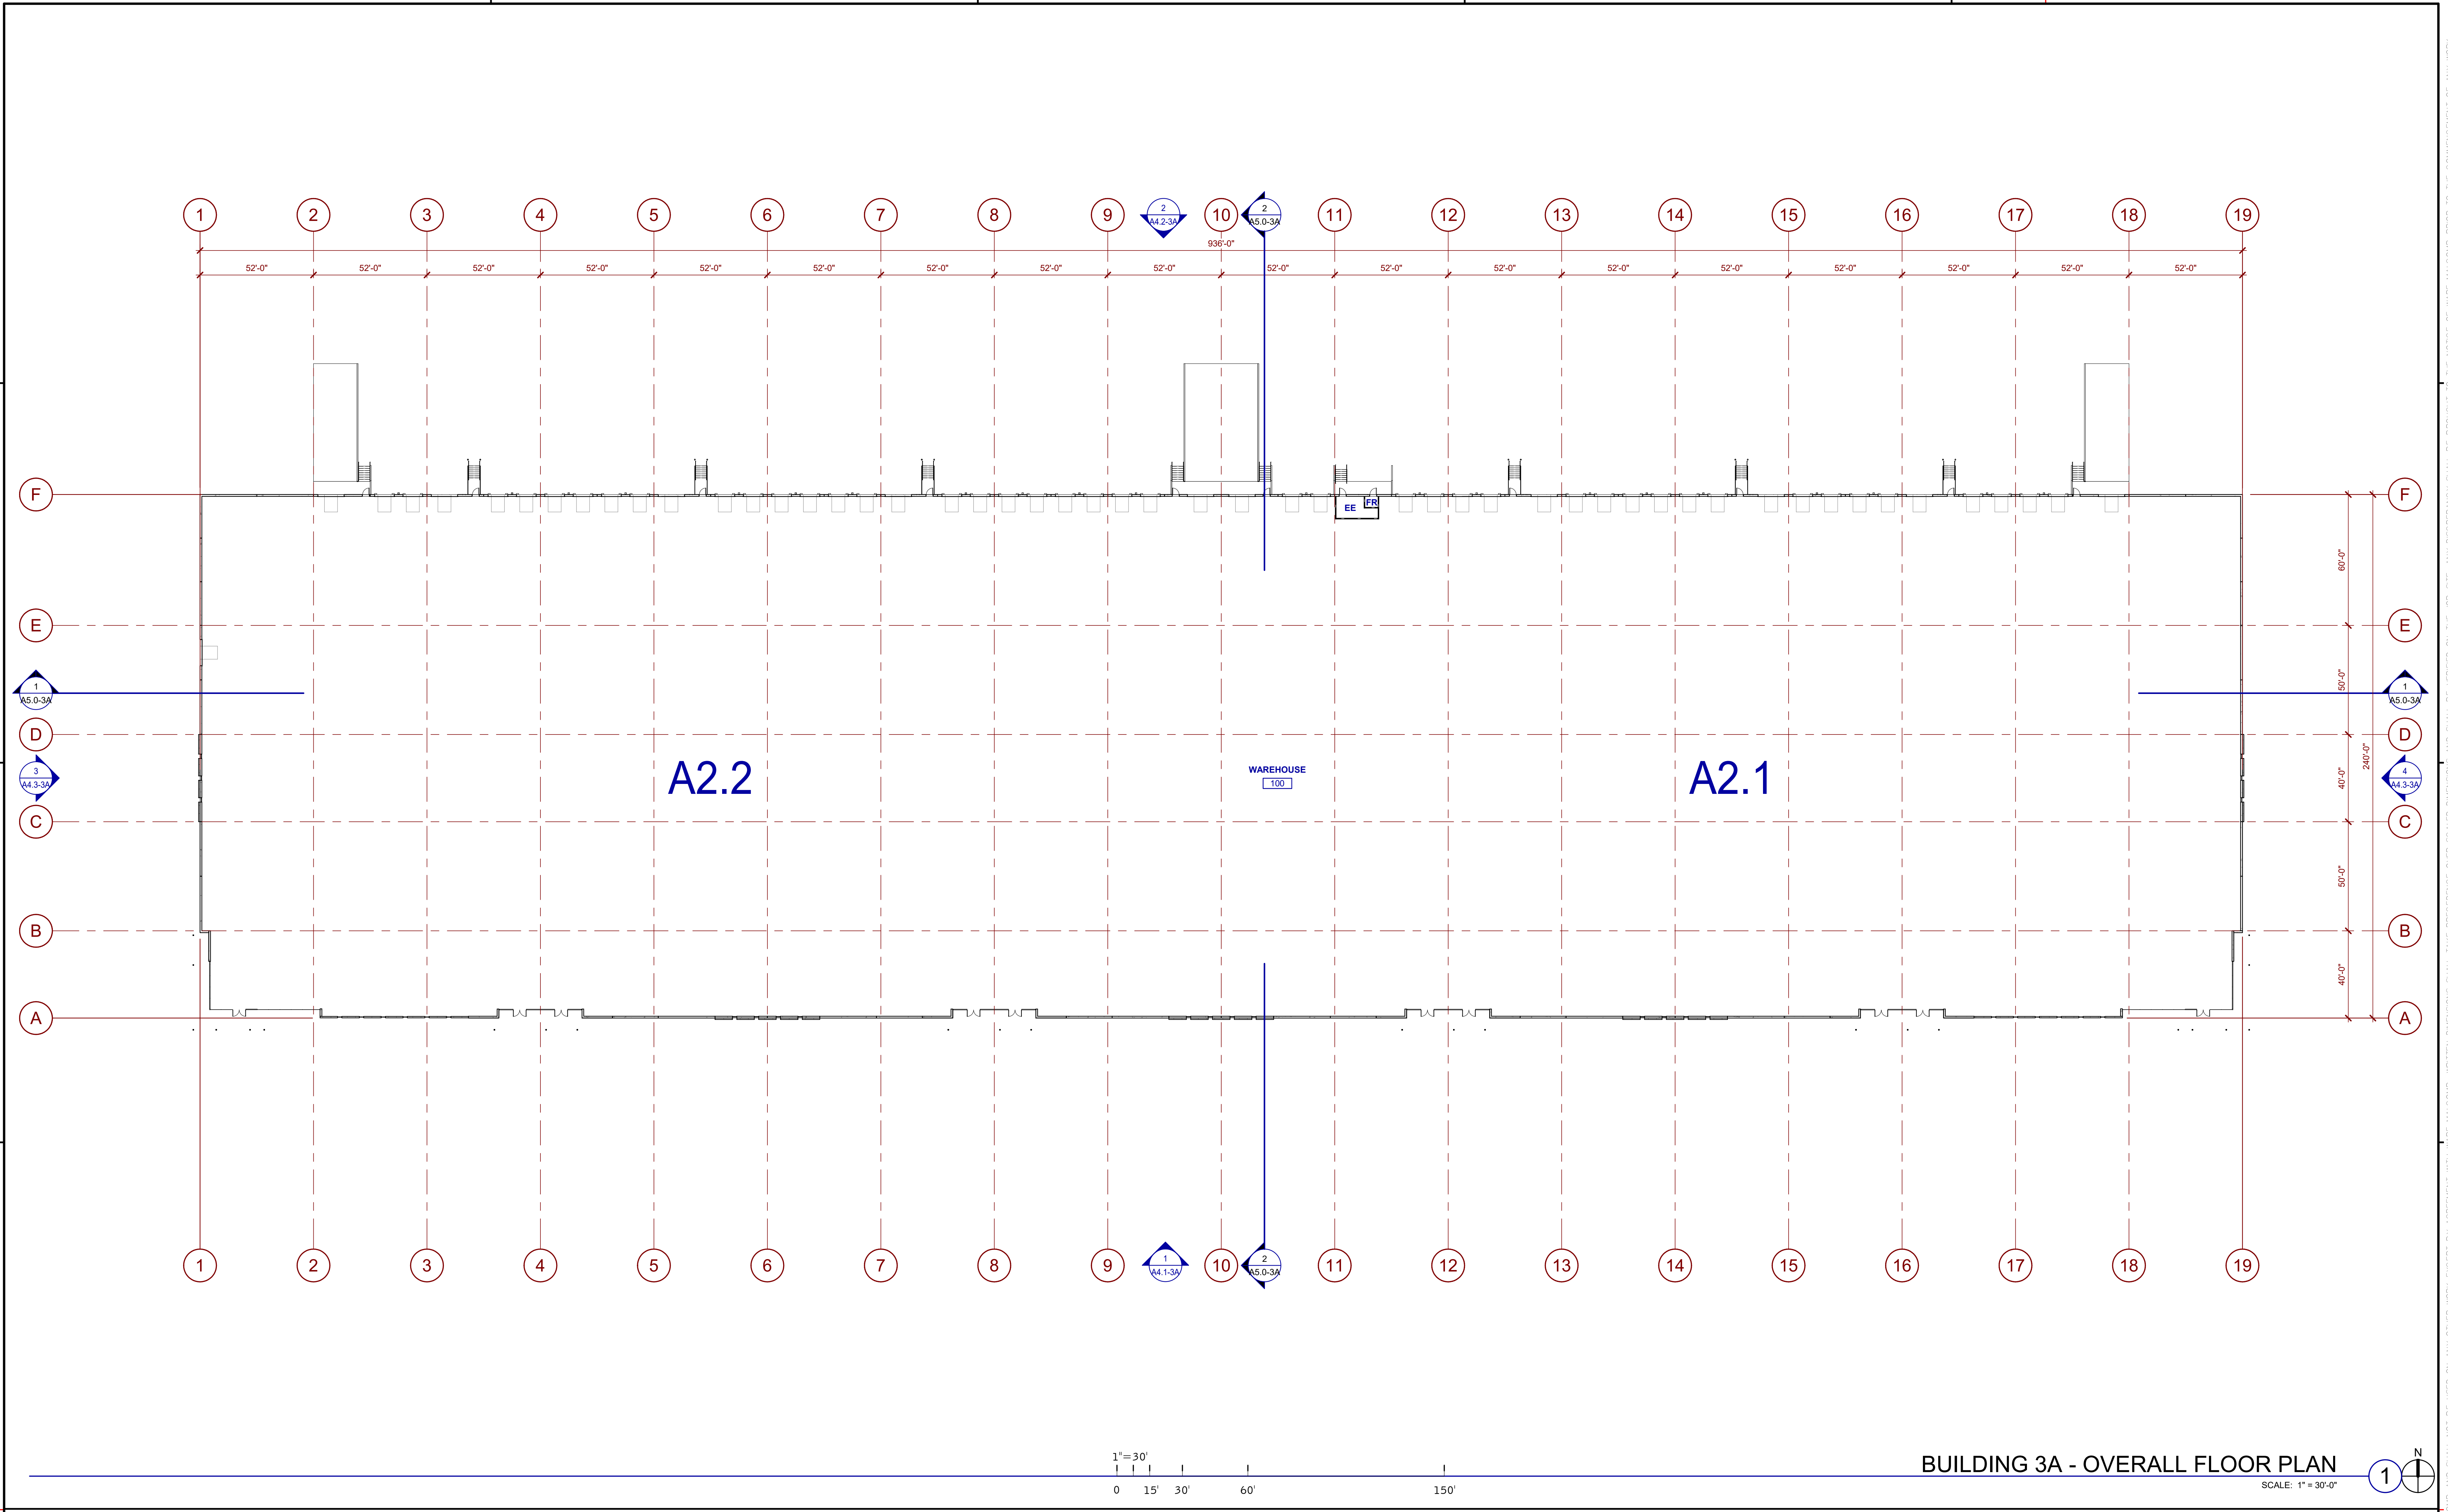 1 2 3 4 5 6 7 8 9 2 A4.2-3A 10 2 A5.0-3A 11 12 13 14 15 16 17 18 19
936'-0"
52'-0" 52'-0" 52'-0" 52'-0" 52'-0" 52'-0" 52'-0" 52'-0" 52'-0" 52'-0" 52'-0" 52'-0" 52'-0" 52'-0" 52'-0" 52'-0" 52'-0" 52'-0"
F F
EE FR
60'-0"
E E
1 A5.0-3A 50'-0" 1 A5.0-3A
D D
240'-0"
WAREHOUSE
100
3 A4.3-3A A2.2 A2.1 40'-0" 4 A4.3-3A
C C
50'-0"
B B
40'-0"
A A
1 2 3 4 5 6 7 8 9 1 A4.1-3A 10 2 A5.0-3A 11 12 13 14 15 16 17 18 19
1"=30'
0 15' 30' 60' 150'
BUILDING 3A - OVERALL FLOOR PLAN
SCALE: 1" = 30'-0"
1
N